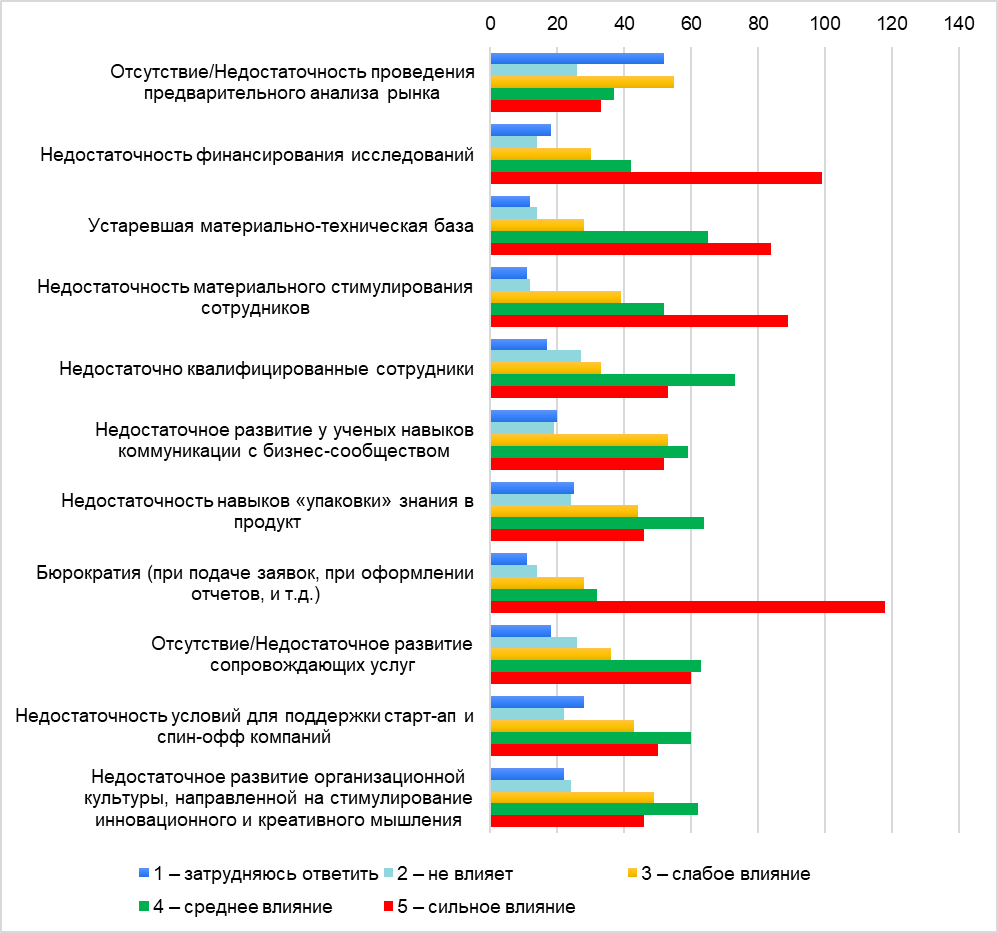 0 20 40 60 80 100 120 140
Отсутствие/Недостаточность проведения
предварительного анализа рынка
Недостаточность финансирования исследований
Устаревшая материально-техническая база
Недостаточность материального стимулирования
сотрудников
Недостаточно квалифицированные сотрудники
Недостаточное развитие у ученых навыков
коммуникации с бизнес-сообществом
Недостаточность навыков «упаковки» знания в
продукт
Бюрократия (при подаче заявок, при оформлении
отчетов, и т.д.)
Отсутствие/Недостаточное развитие
сопровождающих услуг
Недостаточность условий для поддержки старт-ап и
спин-офф компаний
Недостаточное развитие организационной
культуры, направленной на стимулирование
инновационного и креативного мышления
1 – затрудняюсь ответить 2 – не влияет 3 – слабое влияние
4 – среднее влияние 5 – сильное влияние